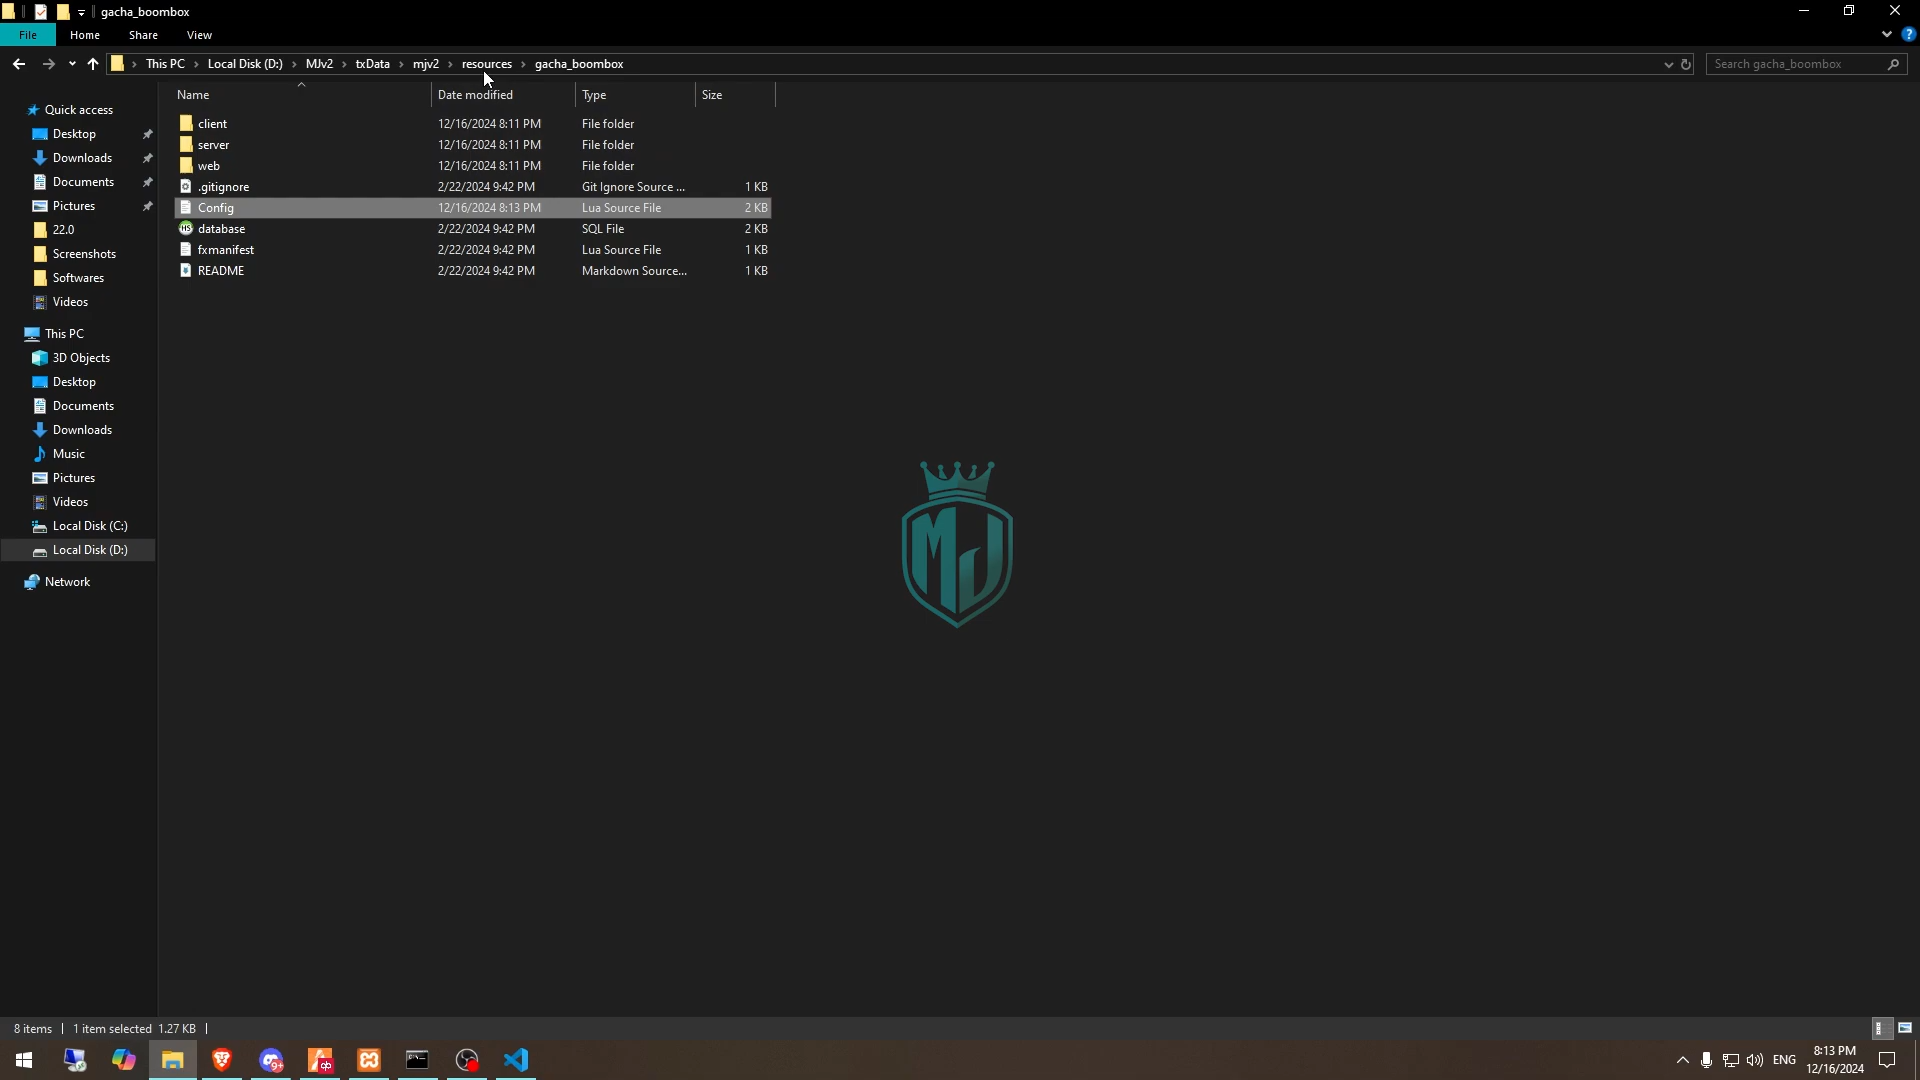 gacha_boombox
File Home Share View
This PC Local Disk (D:) MJv2 txData mjv2 resources gacha_boombox Search gacha_boombox
Name Date modified Type Size
Quick access
Desktop
Downloads
Documents
Pictures
22.0
Screenshots
Softwares
Videos
This PC
3D Objects
Desktop
Documents
Downloads
Music
Pictures
Videos
Local Disk (C:)
Local Disk (D:)
Network
client 12/16/2024 8:11 PM File folder
server 12/16/2024 8:11 PM File folder
web 12/16/2024 8:11 PM File folder
.gitignore 2/22/2024 9:42 PM Git Ignore Source ... 1 KB
Config 12/16/2024 8:13 PM Lua Source File 2 KB
HS database 2/22/2024 9:42 PM SQL File 2 KB
fxmanifest 2/22/2024 9:42 PM Lua Source File 1 KB
README 2/22/2024 9:42 PM Markdown Source... 1 KB
MJ
8 items 1 item selected 1.27 KB
9+
ENG
8:13 PM
12/16/2024